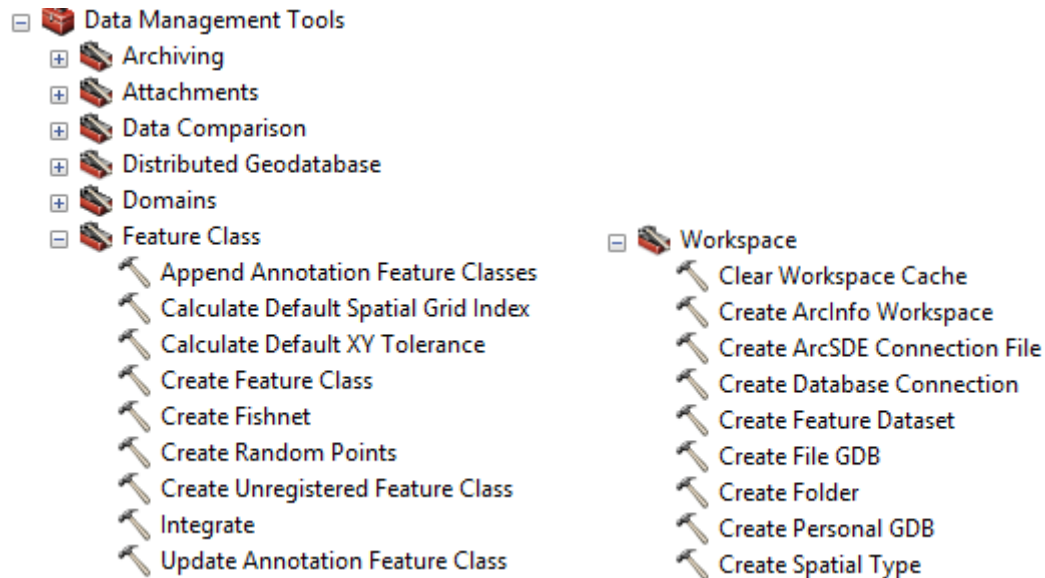 Data Management Tools
Archiving
Attachments
Data Comparison
Distributed Geodatabase
Domains
Feature Class
Append Annotation Feature Classes
Calculate Default Spatial Grid Index
Calculate Default XY Tolerance
Create Feature Class
Create Fishnet
Create Random Points
Create Unregistered Feature Class
Integrate
Update Annotation Feature Class
Workspace
Clear Workspace Cache
Create ArcInfo Workspace
Create ArcSDE Connection File
Create Database Connection
Create Feature Dataset
Create File GDB
Create Folder
Create Personal GDB
Create Spatial Type